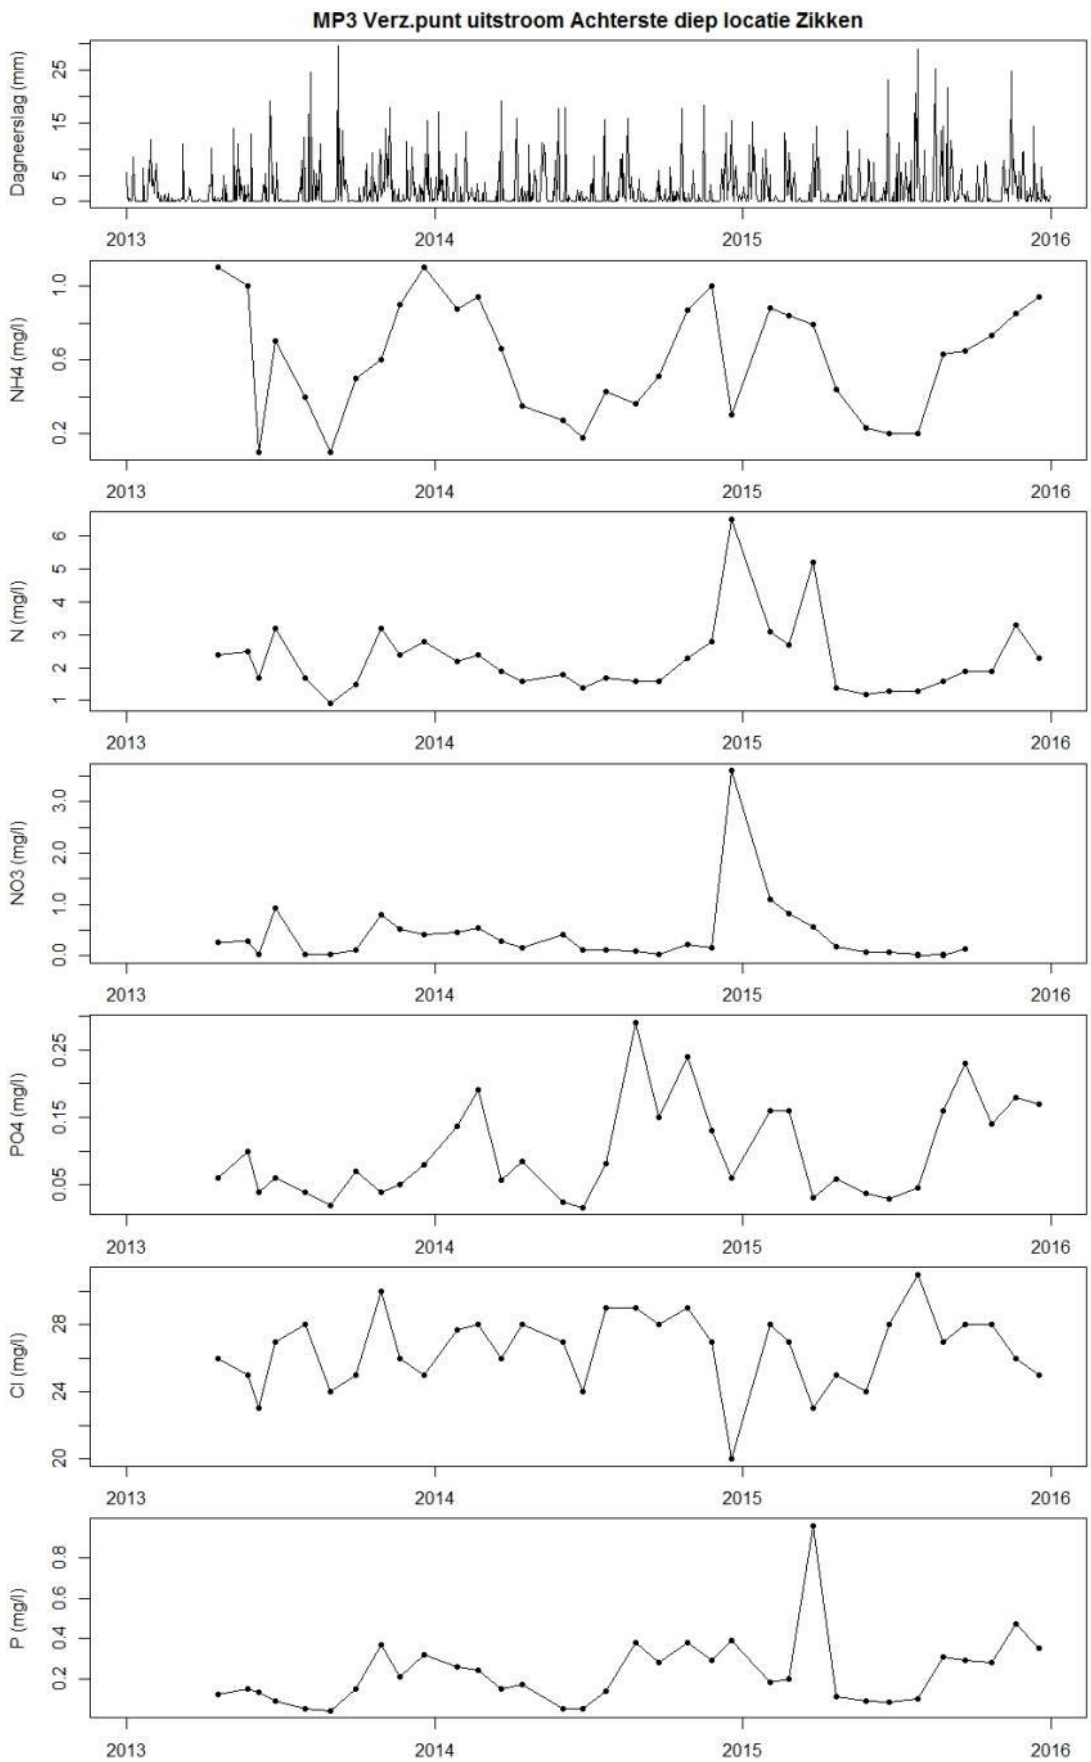 MP3 Verz.punt uitstroom Achterste diep locatie Zikken
Dagneerslag (mm)
25
15
5
0
2013 2014 2015 2016
NH4 (mg/l)
1.0
0.6
0.2
2013 2014 2015 2016
N (mg/l)
6
5
4
3
2
1
2013 2014 2015 2016
NO3 (mg/l)
3.0
2.0
1.0
0.0
2013 2014 2015 2016
PO4 (mg/l)
0.25
0.15
0.05
2013 2014 2015 2016
Cl (mg/l)
28
24
20
2013 2014 2015 2016
P (mg/l)
0.8
0.6
0.4
0.2
2013 2014 2015 2016